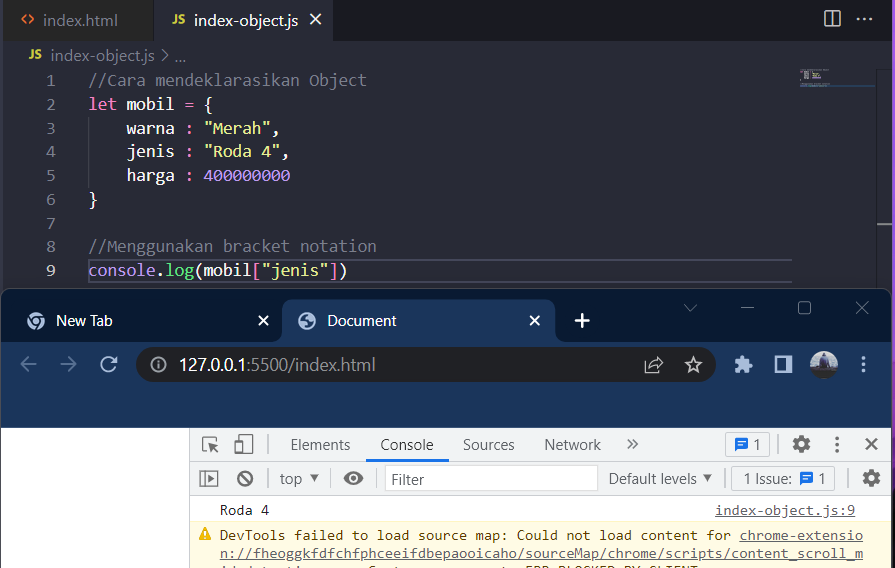 index.html
JS index-object.js
JS index-object.js > ...
1 //Cara mendeklarasikan Object
2 let mobil = {
3 warna : "Merah",
4 jenis : "Roda 4",
5 harga : 400000000
6 }
7
8 //Menggunakan bracket notation
9 console.log(mobil["jenis"])
New Tab
Document
127.0.0.1:5500/index.html
Elements Console Sources Network 1
top Filter Default levels 1 Issue: 1
Roda 4 index-object.js:9
DevTools failed to load source map: Could not load content for chrome-extensio
n://fheoggkfdfchfphceeifdbepaooicaho/sourceMap/chrome/scripts/content_scroll_m